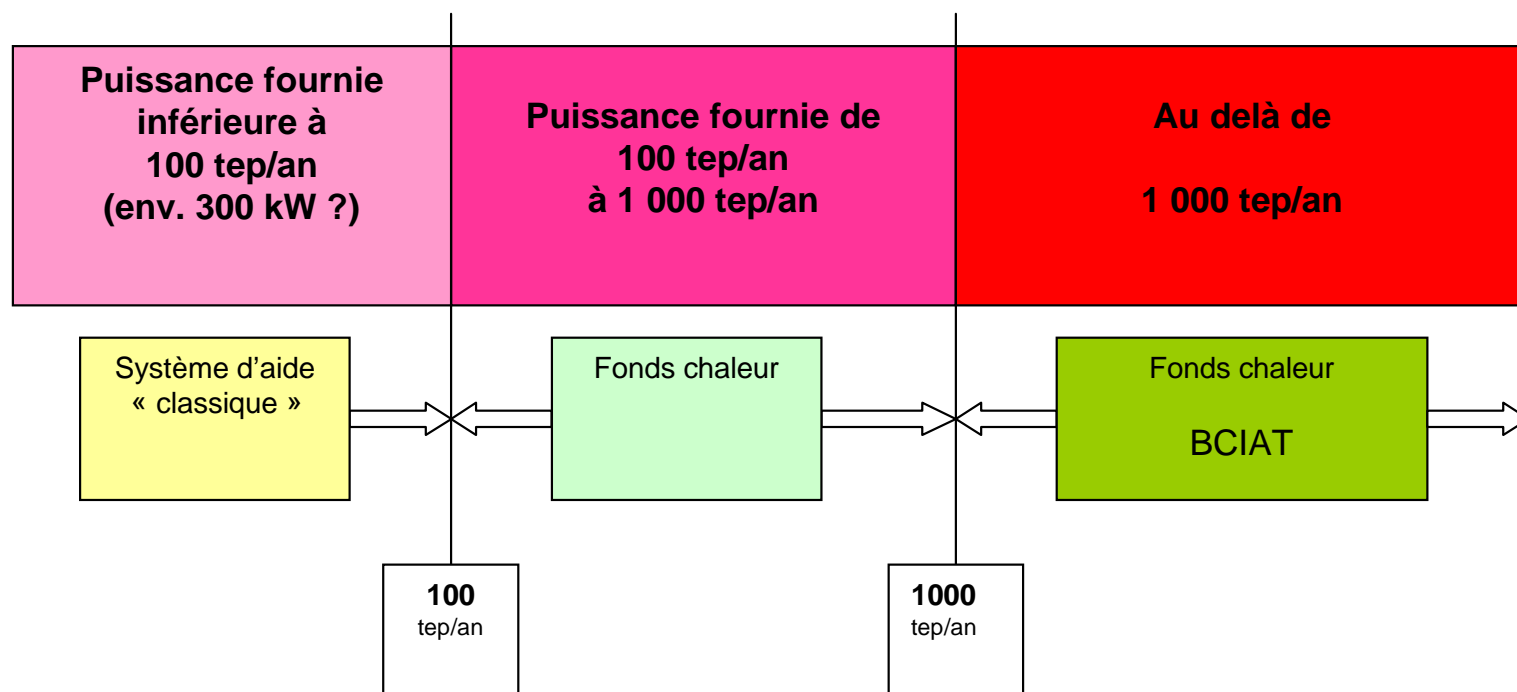 Puissance fournie
inférieure à
100 tep/an
(env. 300 kW ?)
Puissance fournie de
100 tep/an
à 1 000 tep/an
Au delà de
1 000 tep/an
Système d’aide
« classique »
Fonds chaleur
Fonds chaleur
BCIAT
100
tep/an
1000
tep/an